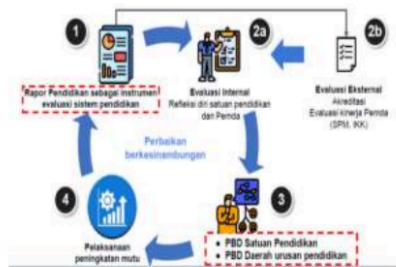 1
2a
2b
Rapor Pendidikan sebagai instrumen
evaluasi sistem pendidikan
Evaluasi Internal
Refleksi diri satuan pendidikan
dan Pemda
Evaluasi Eksternal
Akreditasi
Evaluasi kinerja Pemda
(SPM, IKK)
Perbaikan
berkesinambungan
4
3
Pelaksanaan
peningkatan mutu
• PBD Satuan Pendidikan
• PBD Daerah urusan pendidikan